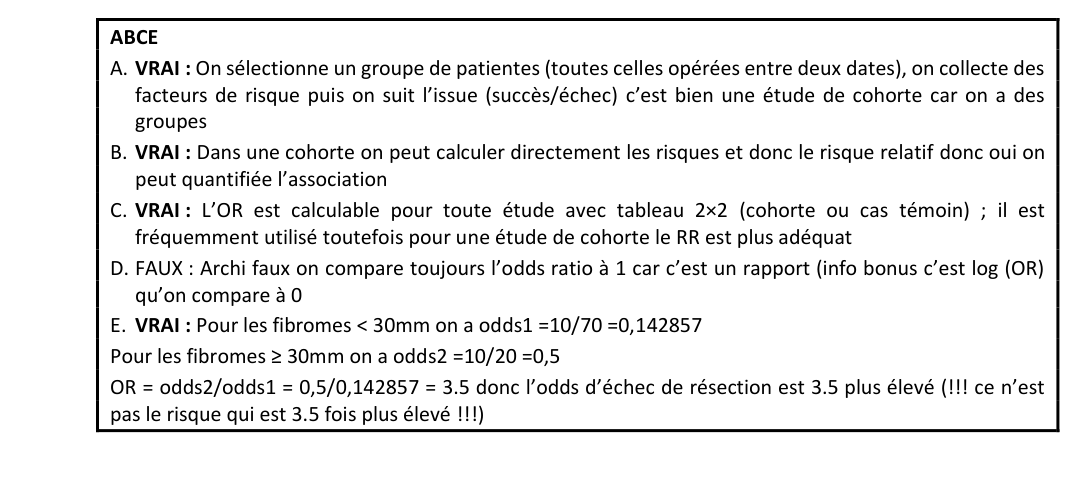 ABCE
A. VRAI : On sélectionne un groupe de patientes (toutes celles opérées entre deux dates), on collecte des
facteurs de risque puis on suit l’issue (succès/échec) c’est bien une étude de cohorte car on a des
groupes
B. VRAI : Dans une cohorte on peut calculer directement les risques et donc le risque relatif donc oui on
peut quantifiée l’association
C. VRAI : L’OR est calculable pour toute étude avec tableau 2×2 (cohorte ou cas témoin) ; il est
fréquemment utilisé toutefois pour une étude de cohorte le RR est plus adéquat
D. FAUX : Archi faux on compare toujours l’odds ratio à 1 car c’est un rapport (info bonus c’est log (OR)
qu’on compare à 0
E. VRAI : Pour les fibromes < 30mm on a odds1 =10/70 =0,142857
Pour les fibromes ≥ 30mm on a odds2 =10/20 =0,5
OR = odds2/odds1 = 0,5/0,142857 = 3.5 donc l’odds d’échec de résection est 3.5 plus élevé (!!! ce n’est
pas le risque qui est 3.5 fois plus élevé !!!)